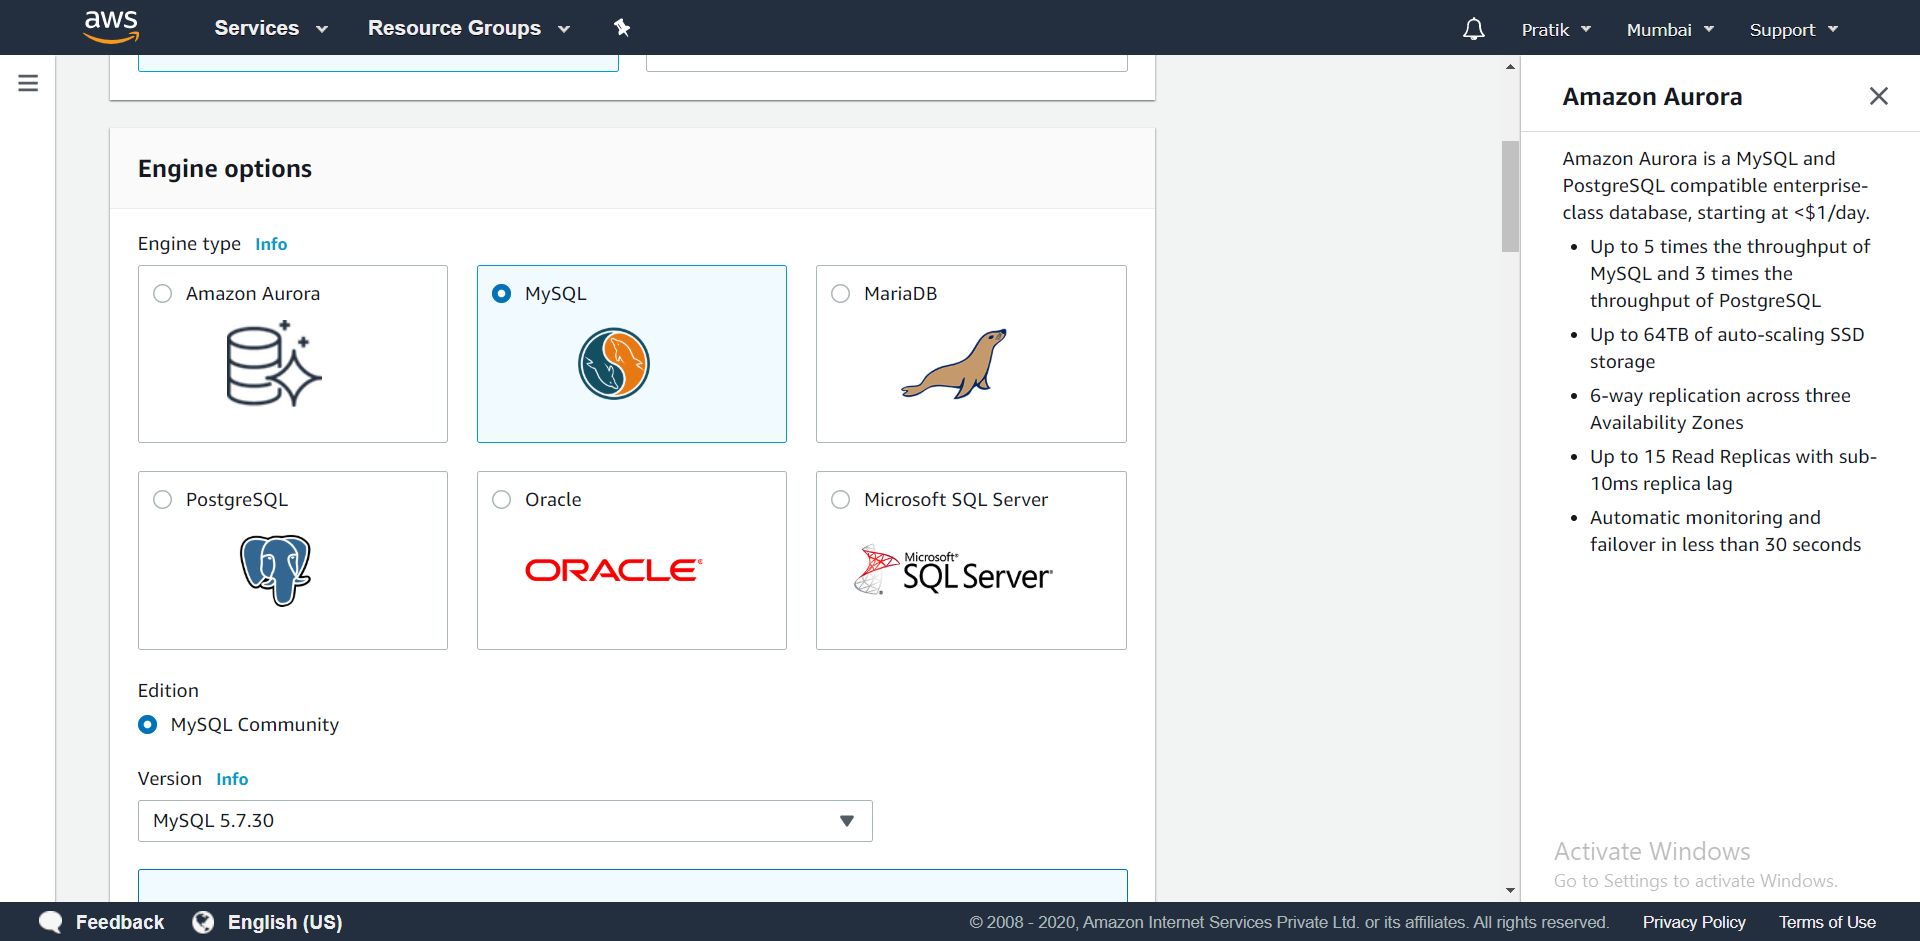 aws Services Resource Groups Pratik Mumbai Support
Engine options
Engine type Info
Amazon Aurora
MySQL
MariaDB
PostgreSQL
Oracle
ORACLE®
Microsoft SQL Server
Microsoft®
SQL Server®
Edition
MySQL Community
Version Info
MySQL 5.7.30
Amazon Aurora
Amazon Aurora is a MySQL and
PostgreSQL compatible enterprise-
class database, starting at <$1/day.
• Up to 5 times the throughput of
MySQL and 3 times the
throughput of PostgreSQL
• Up to 64TB of auto-scaling SSD
storage
• 6-way replication across three
Availability Zones
• Up to 15 Read Replicas with sub-
10ms replica lag
• Automatic monitoring and
failover in less than 30 seconds
Activate Windows
Go to Settings to activate Windows.
Feedback English (US) © 2008 - 2020, Amazon Internet Services Private Ltd. or its affiliates. All rights reserved. Privacy Policy Terms of Use